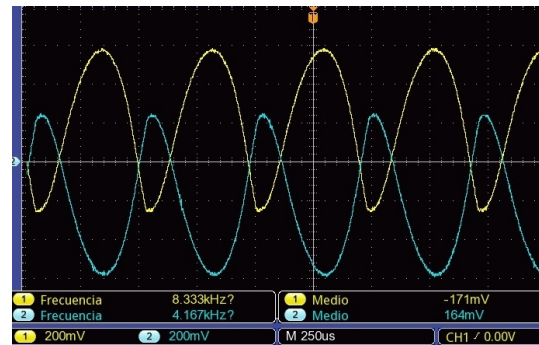 T
2
1 Frecuencia 8.333kHz? 1 Medio -171mV
2 Frecuencia 4.167kHz? 2 Medio 164mV
1 200mV 2 200mV M 250us CH1 / 0.00V